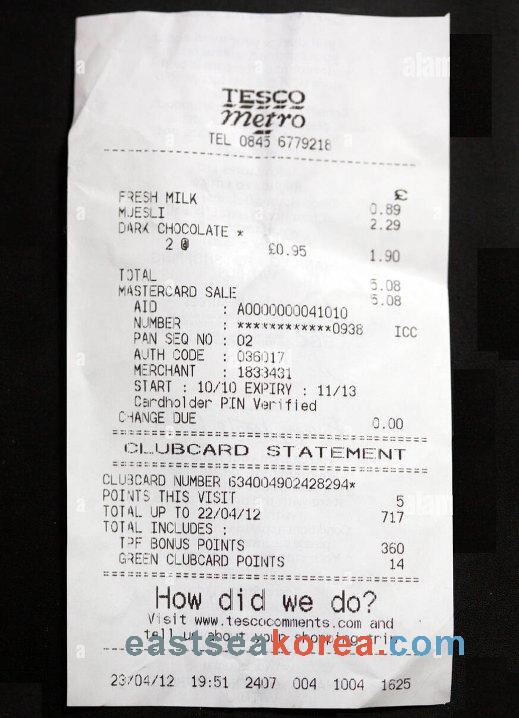 TESCO
metro
TEL 0845 6779218
£
FRESH MILK 0.89
MUESLI 2.29
DARK CHOCOLATE *
2 @ £0.95 1.90
TOTAL 5.08
MASTERCARD SALE 5.08
AID : A0000000041010
NUMBER : ************0938 ICC
PAN SEQ NO : 02
AUTH CODE : 036017
MERCHANT : 1833431
START : 10/10 EXPIRY : 11/13
Cardholder PIN Verified
CHANGE DUE 0.00
CLUBCARD STATEMENT
CLUBCARD NUMBER 634004902428294*
POINTS THIS VISIT 5
TOTAL UP TO 22/04/12 717
TOTAL INCLUDES :
TPF BONUS POINTS 360
GREEN CLUBCARD POINTS 14
How did we do?
Visit www.tescocomments.com and
tell us about your shopping trip
eastseakorea.com
23/04/12 19:51 2407 004 1004 1625